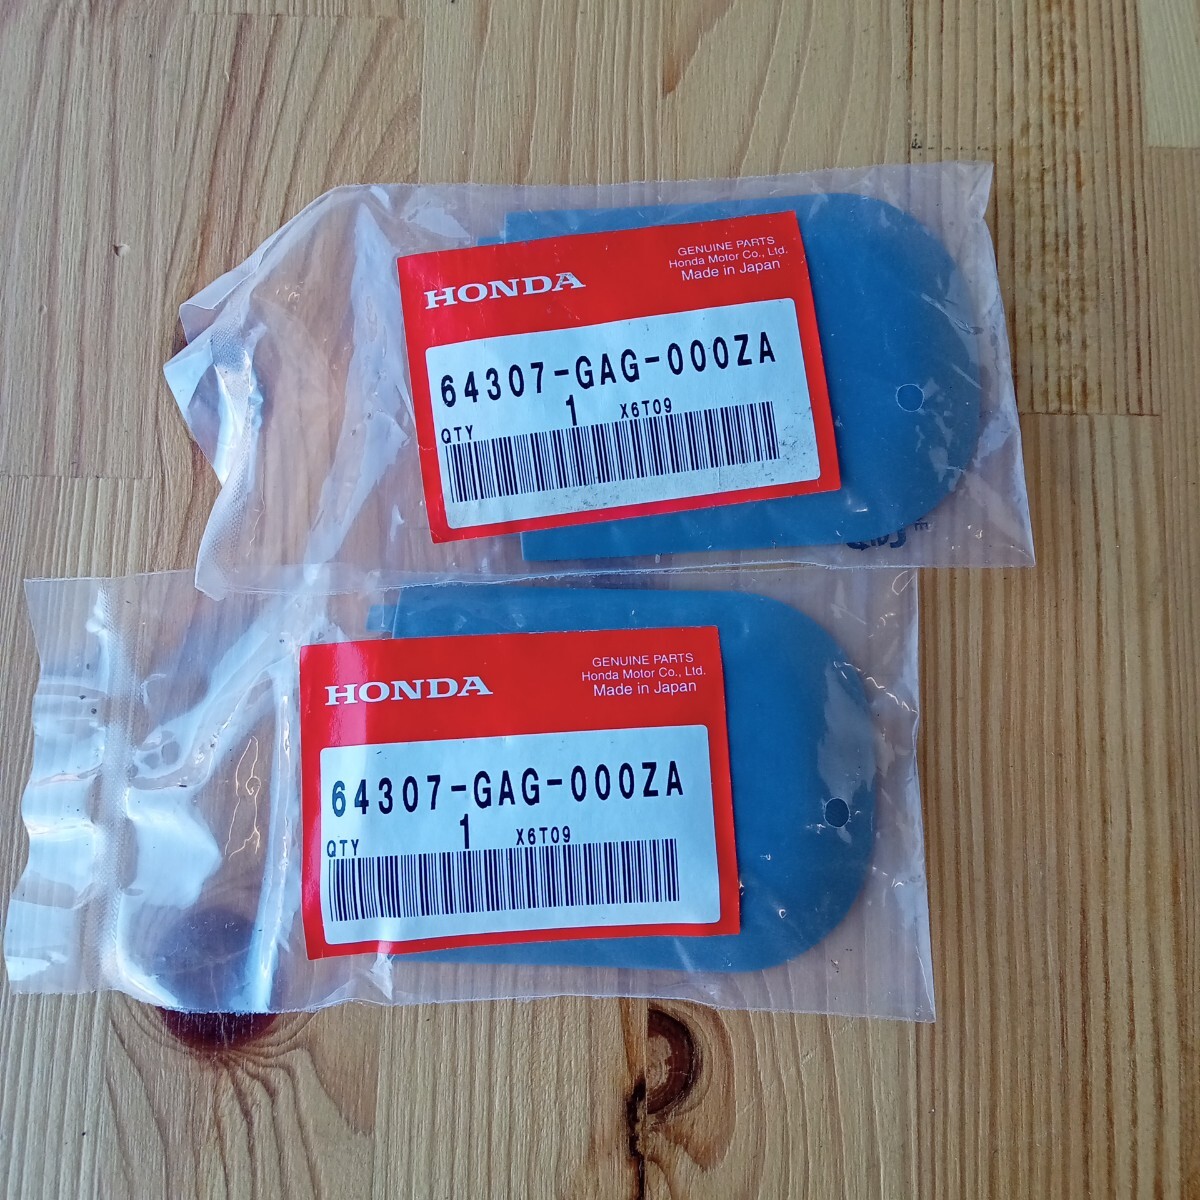 HONDA
GENUINE PARTS
Honda Motor Co., Ltd.
Made in Japan
64307-GAG-000ZA
QTY 1 X6T09
HONDA
GENUINE PARTS
Honda Motor Co., Ltd.
Made in Japan
64307-GAG-000ZA
QTY 1 X6T09